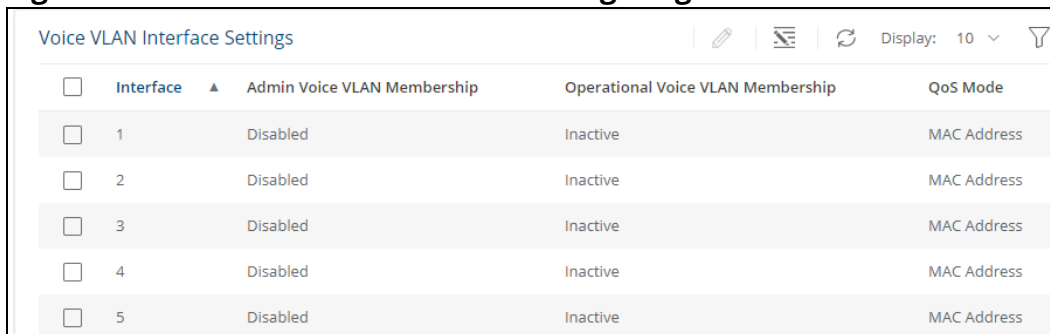 Voice VLAN Interface Settings Display: 10
Interface ▲ Admin Voice VLAN Membership Operational Voice VLAN Membership QoS Mode
1 Disabled Inactive MAC Address
2 Disabled Inactive MAC Address
3 Disabled Inactive MAC Address
4 Disabled Inactive MAC Address
5 Disabled Inactive MAC Address